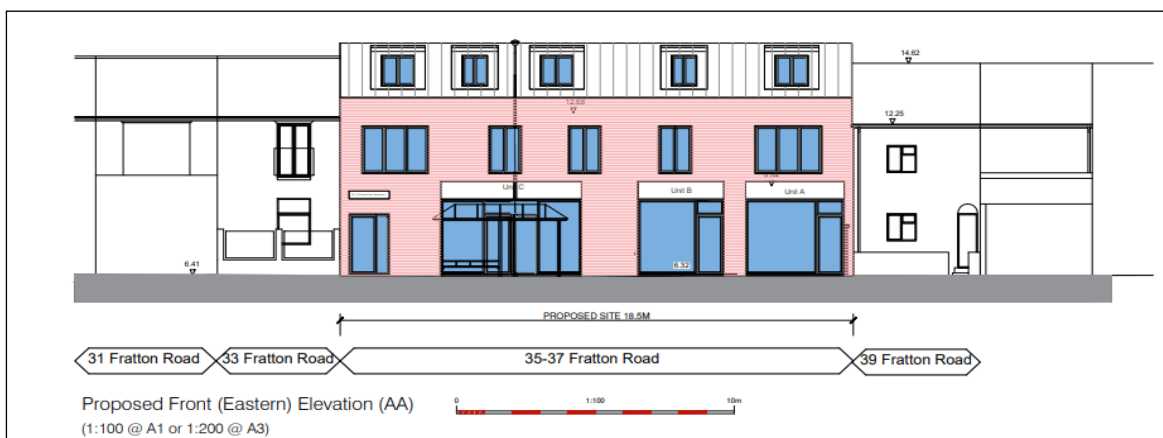 14.62
12.88
12.25
Unit C
Unit B
Unit A
6.41
6.32
PROPOSED SITE 18.5M
31 Fratton Road
33 Fratton Road
35-37 Fratton Road
39 Fratton Road
Proposed Front (Eastern) Elevation (AA)
0
1:100
10m
(1:100 @ A1 or 1:200 @ A3)